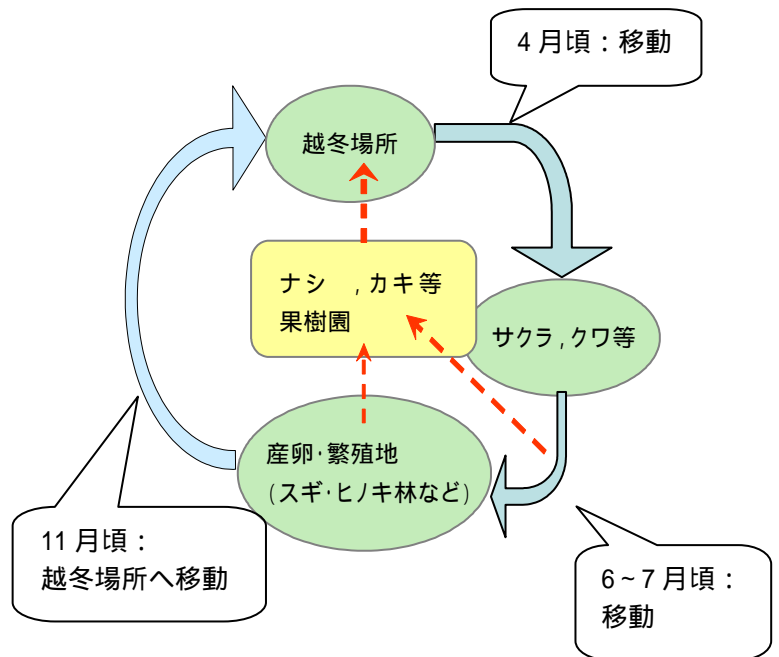 4 月頃：移動
越冬場所
ナシ ，カキ等
果樹園
サクラ，クワ等
産卵・繁殖地
(スギ・ヒノキ林など)
11 月頃：
越冬場所へ移動
6～7 月頃：
移動